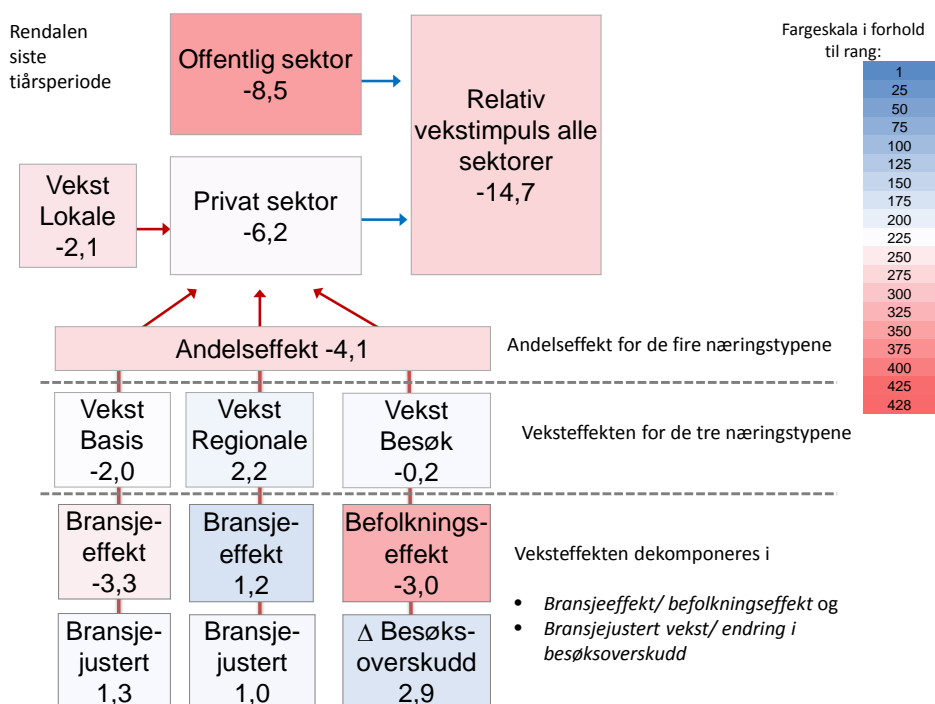 Rendalen
siste
tiårsperiode
Offentlig sektor
-8,5
Relativ
vekstimpuls alle
sektorer
-14,7
Vekst
Lokale
-2,1
Privat sektor
-6,2
Fargeskala i forhold
til rang:
1
25
50
75
100
125
150
175
200
225
250
275
300
325
350
375
400
425
428
Andelseffekt -4,1
Andelseffekt for de fire næringstypene
Vekst
Basis
-2,0
Vekst
Regionale
2,2
Vekst
Besøk
-0,2
Veksteffekten for de tre næringstypene
Bransje-
effekt
-3,3
Bransje-
effekt
1,2
Befolknings-
effekt
-3,0
Veksteffekten dekomponeres i
• Bransjeeffekt/ befolkningseffekt og
• Bransjejustert vekst/ endring i
besøksoverskudd
Bransje-
justert
1,3
Bransje-
justert
1,0
Δ Besøks-
overskudd
2,9